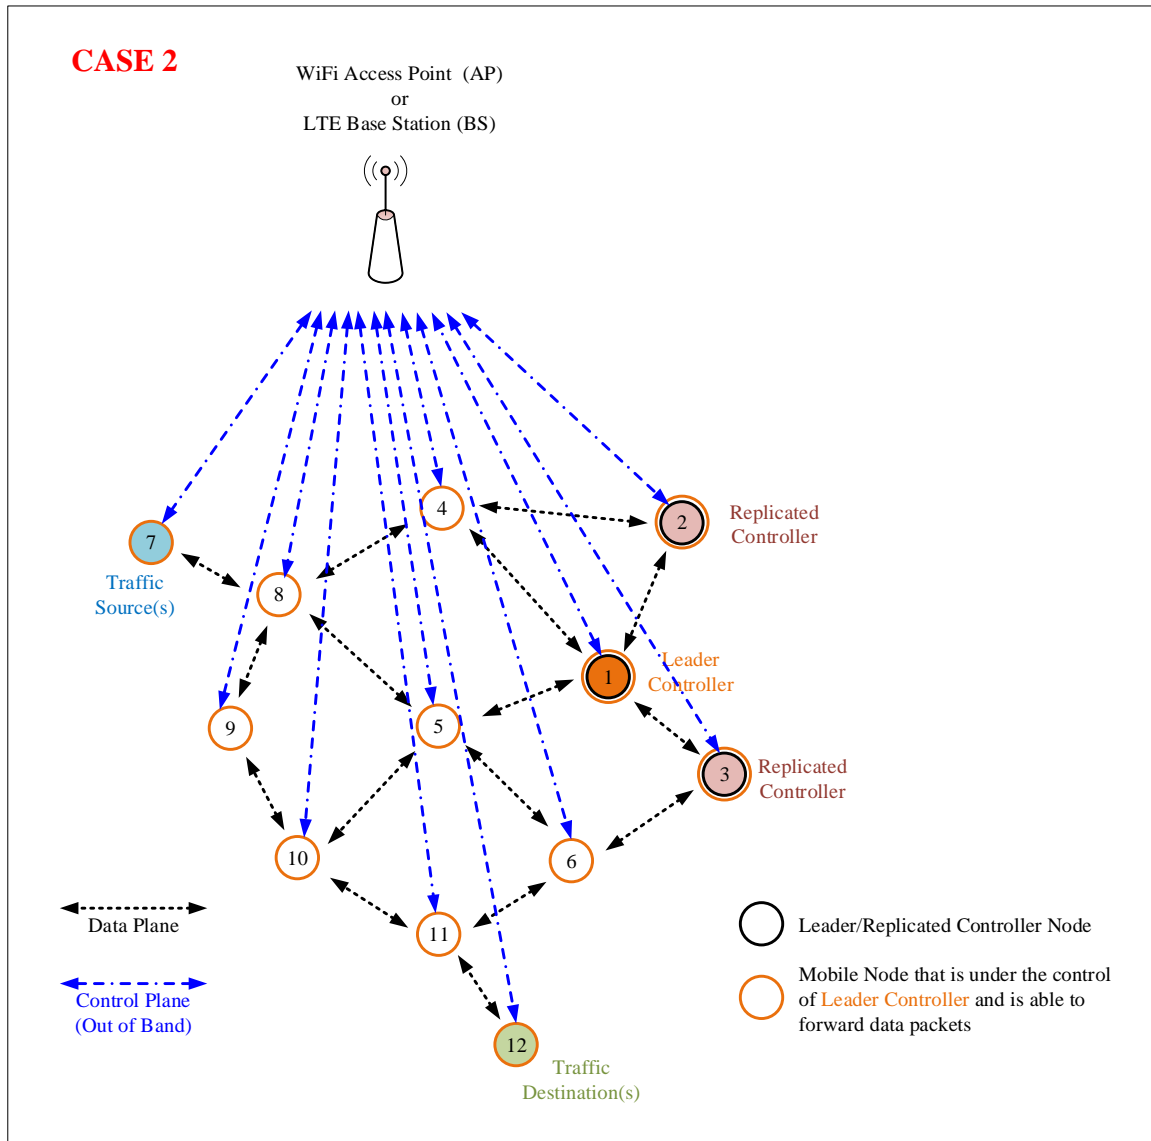 CASE 2
WiFi Access Point (AP)
or
LTE Base Station (BS)
4
2
Replicated
Controller
7
Traffic
Source(s)
8
1
Leader
Controller
9
5
3
Replicated
Controller
10
6
11
12
Traffic
Destination(s)
Data Plane
Control Plane
(Out of Band)
Leader/Replicated Controller Node
Mobile Node that is under the control
of Leader Controller and is able to
forward data packets